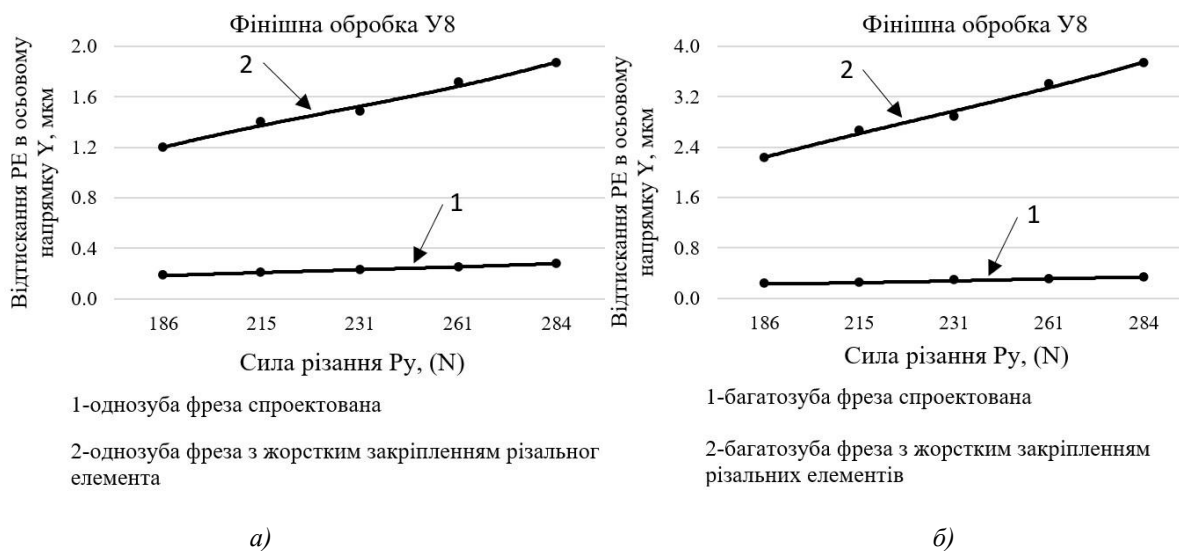 Фінішна обробка У8
Відтискання РЕ в осьовому
напрямку Y, мкм
2.0
1.6
1.2
0.8
0.4
0.0
2
1
186 215 231 261 284
Сила різання Ру, (N)
1-однозуба фреза спроектована
2-однозуба фреза з жорстким закріпленням різального
елемента
а)
Фінішна обробка У8
Відтискання РЕ в осьовому
напрямку Y, мкм
4.0
3.2
2.4
1.6
0.8
0.0
2
1
186 215 231 261 284
Сила різання Ру, (N)
1-багатозуба фреза спроектована
2-багатозуба фреза з жорстким закріпленням
різальних елементів
б)